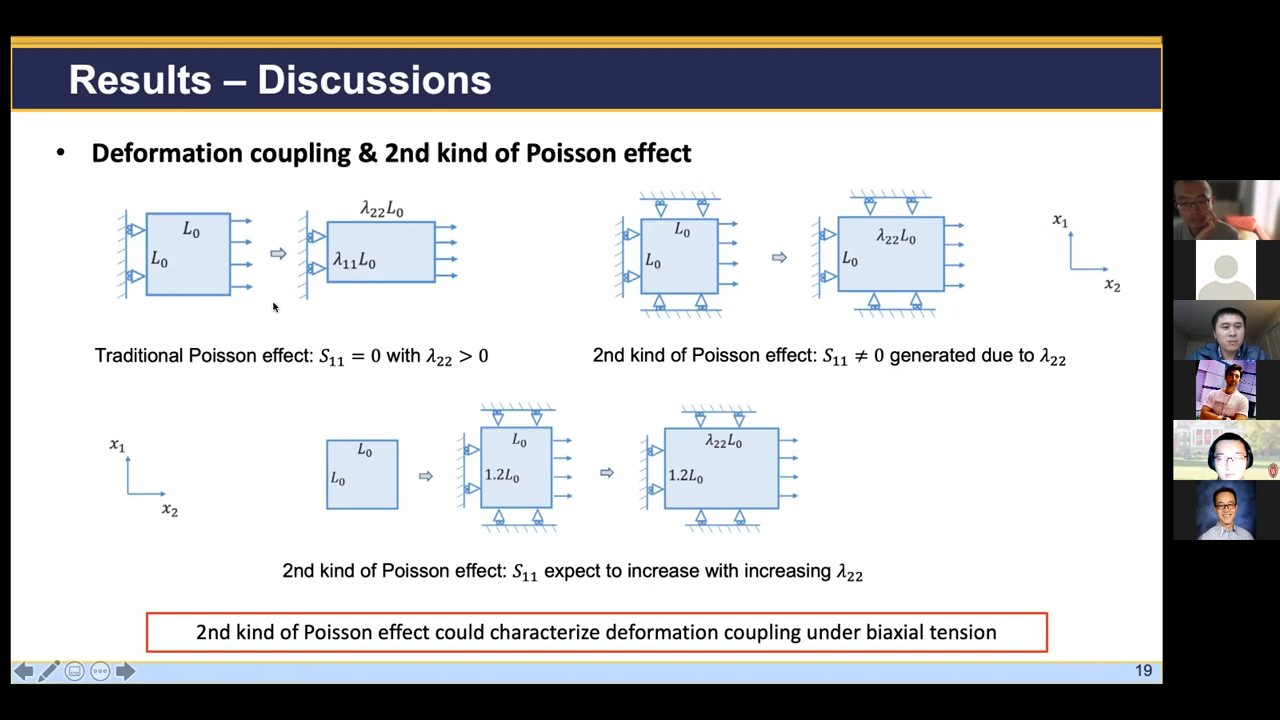 Results – Discussions
• Deformation coupling & 2nd kind of Poisson effect
L₀
L₀
λ₂₂L₀
λ₁₁L₀
L₀
L₀
λ₂₂L₀
L₀
x₁
x₂
Traditional Poisson effect: S₁₁ = 0 with λ₂₂ > 0
2nd kind of Poisson effect: S₁₁ ≠ 0 generated due to λ₂₂
x₁
x₂
L₀
L₀
L₀
1.2L₀
λ₂₂L₀
1.2L₀
2nd kind of Poisson effect: S₁₁ expect to increase with increasing λ₂₂
2nd kind of Poisson effect could characterize deformation coupling under biaxial tension
19